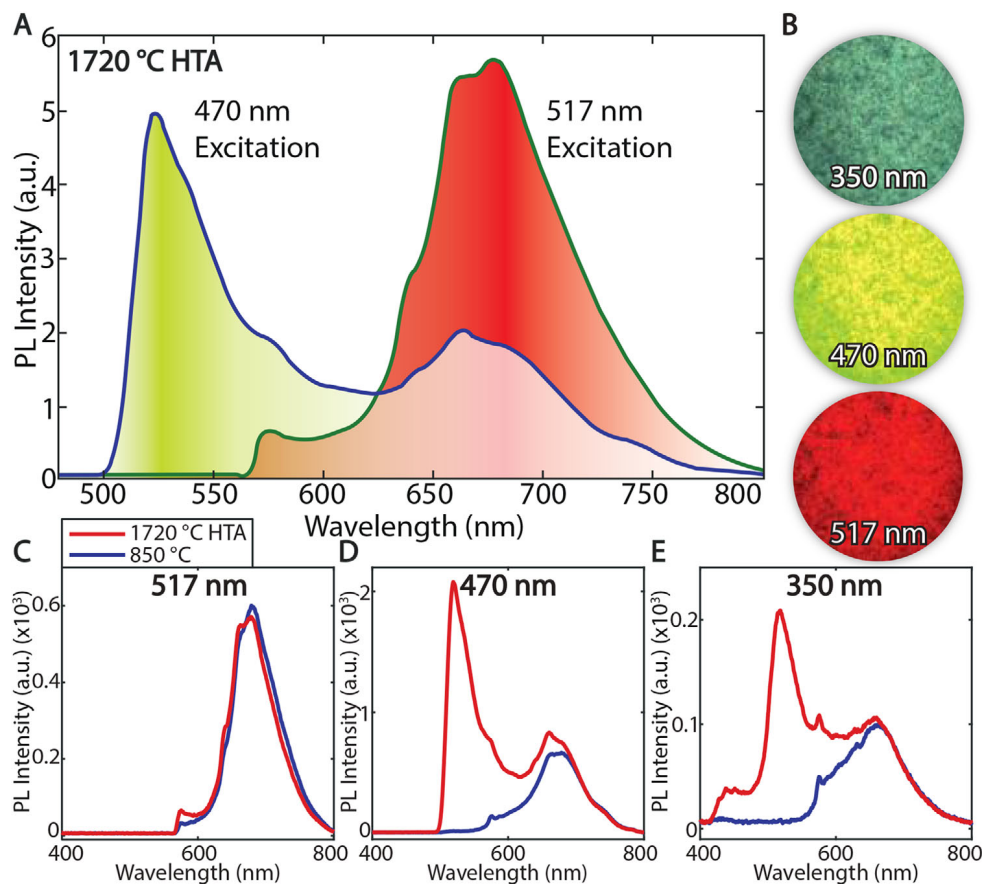 A
B
1720 °C HTA
6
5
4
3
2
1
0
PL Intensity (a.u.)
470 nm
Excitation
517 nm
Excitation
500 550 600 650 700 750 800
Wavelength (nm)
350 nm
470 nm
517 nm
C
1720 °C HTA
850 °C
517 nm
0.6
0.4
0.2
0
PL Intensity (a.u.) (x10³)
400 600 800
Wavelength (nm)
D
470 nm
2
1
0
PL Intensity (a.u.) (x10³)
400 600 800
Wavelength (nm)
E
350 nm
0.2
0.1
0
PL Intensity (a.u.) (x10³)
400 600 800
Wavelength (nm)